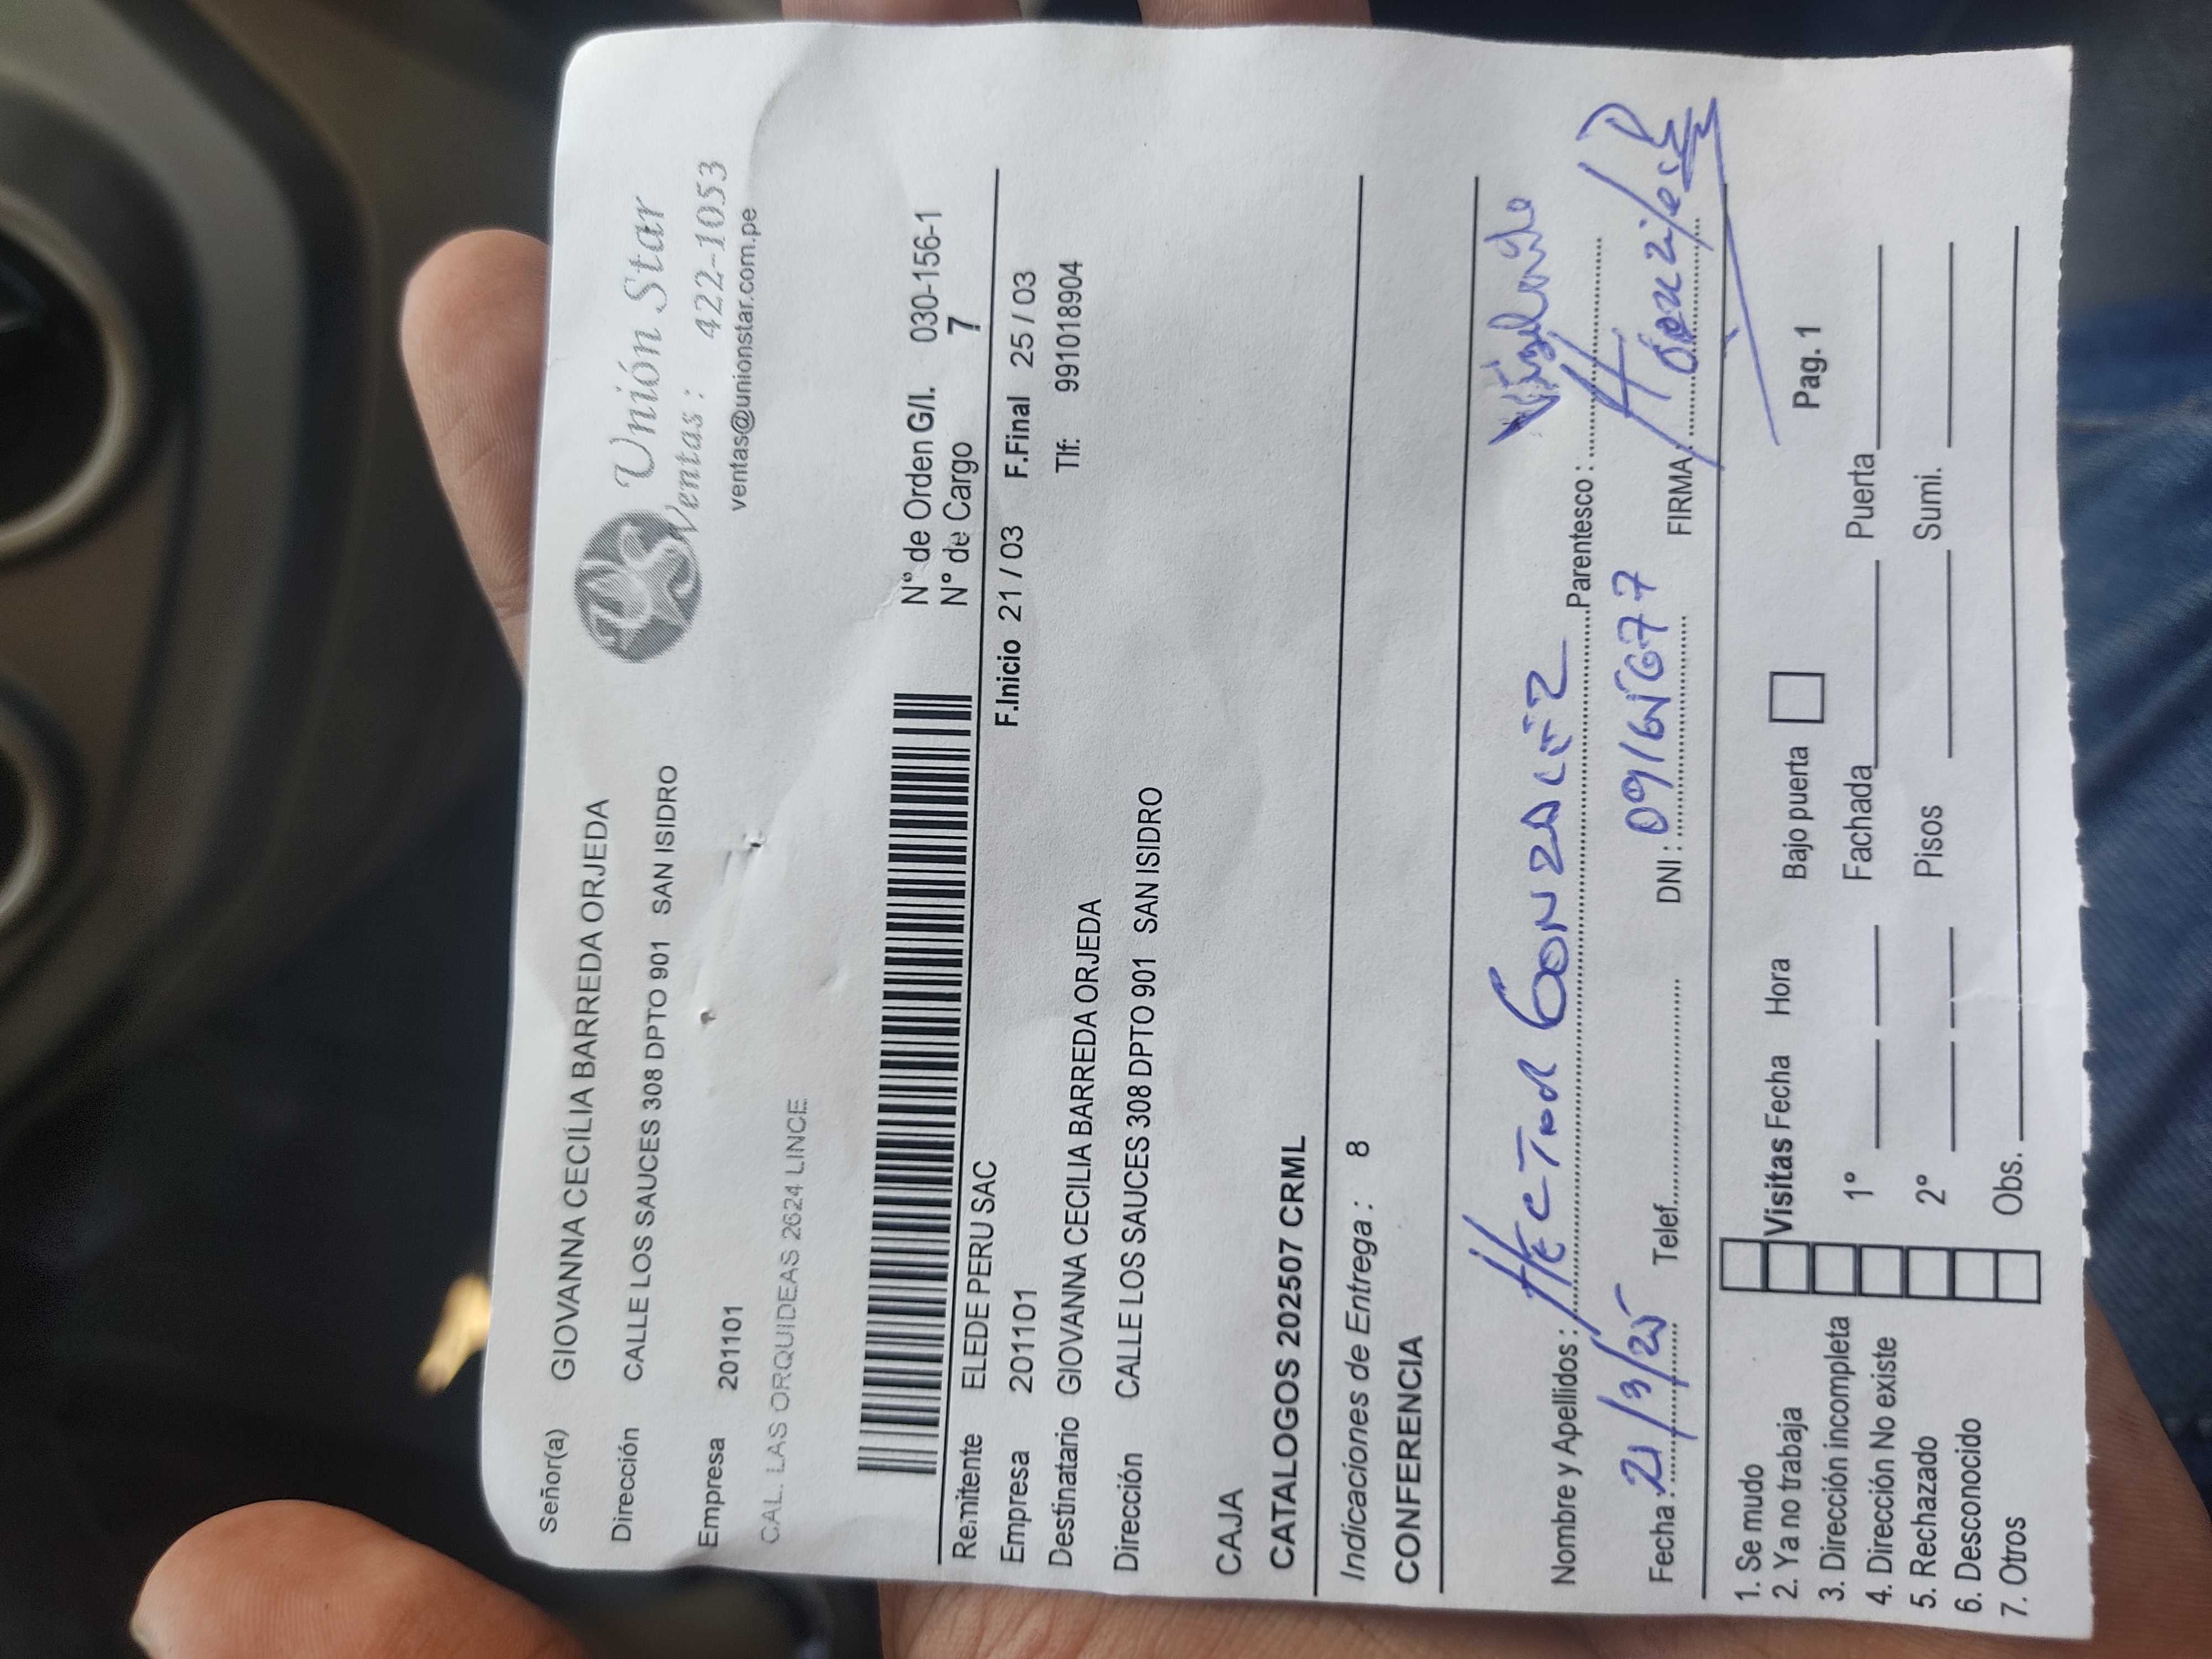 Unión Star
Ventas: 422-1053
ventas@unionstar.com.pe
Señor(a) GIOVANNA CECILIA BARREDA ORJEDA
Dirección CALLE LOS SAUCES 308 DPTO 901 SAN ISIDRO
Empresa 201101
CAL. LAS ORQUIDEAS 2624 LINCE
N° de Orden G/I. 030-156-1
N° de Cargo 7
Remitente ELEDE PERU SAC
F.Inicio 21 / 03 F.Final 25 / 03
Empresa 201101
Tlf: 991018904
Destinatario GIOVANNA CECILIA BARREDA ORJEDA
Dirección CALLE LOS SAUCES 308 DPTO 901 SAN ISIDRO
CAJA
CATALOGOS 202507 CRML
Indicaciones de Entrega : 8
CONFERENCIA
Nombre y Apellidos : HECTOR GONZALEZ Parentesco :
Fecha : 21/3/25 Telef. DNI : FIRMA
1. Se mudo
2. Ya no trabaja Visitas Fecha Hora Bajo puerta Pag. 1
3. Dirección incompleta 1° Fachada Puerta
4. Dirección No existe
5. Rechazado 2° Pisos Sumi.
6. Desconocido
7. Otros Obs.